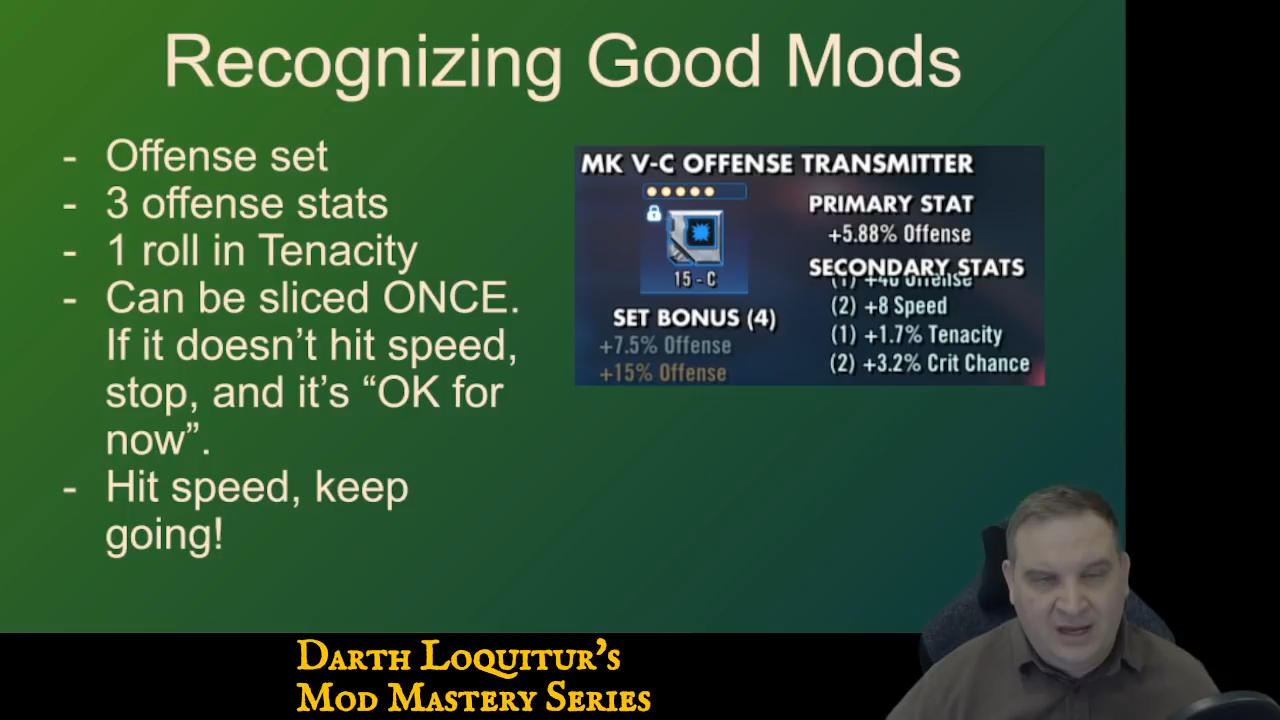 Recognizing Good Mods
- Offense set
- 3 offense stats
- 1 roll in Tenacity
- Can be sliced ONCE.
If it doesn't hit speed,
stop, and it's “OK for
now”.
- Hit speed, keep
going!
MK V-C OFFENSE TRANSMITTER
15 - C
SET BONUS (4)
+7.5% Offense
+15% Offense
PRIMARY STAT
+5.88% Offense
SECONDARY STATS
(1) Offense
(2) +8 Speed
(1) +1.7% Tenacity
(2) +3.2% Crit Chance
Darth Loquitur's
Mod Mastery Series